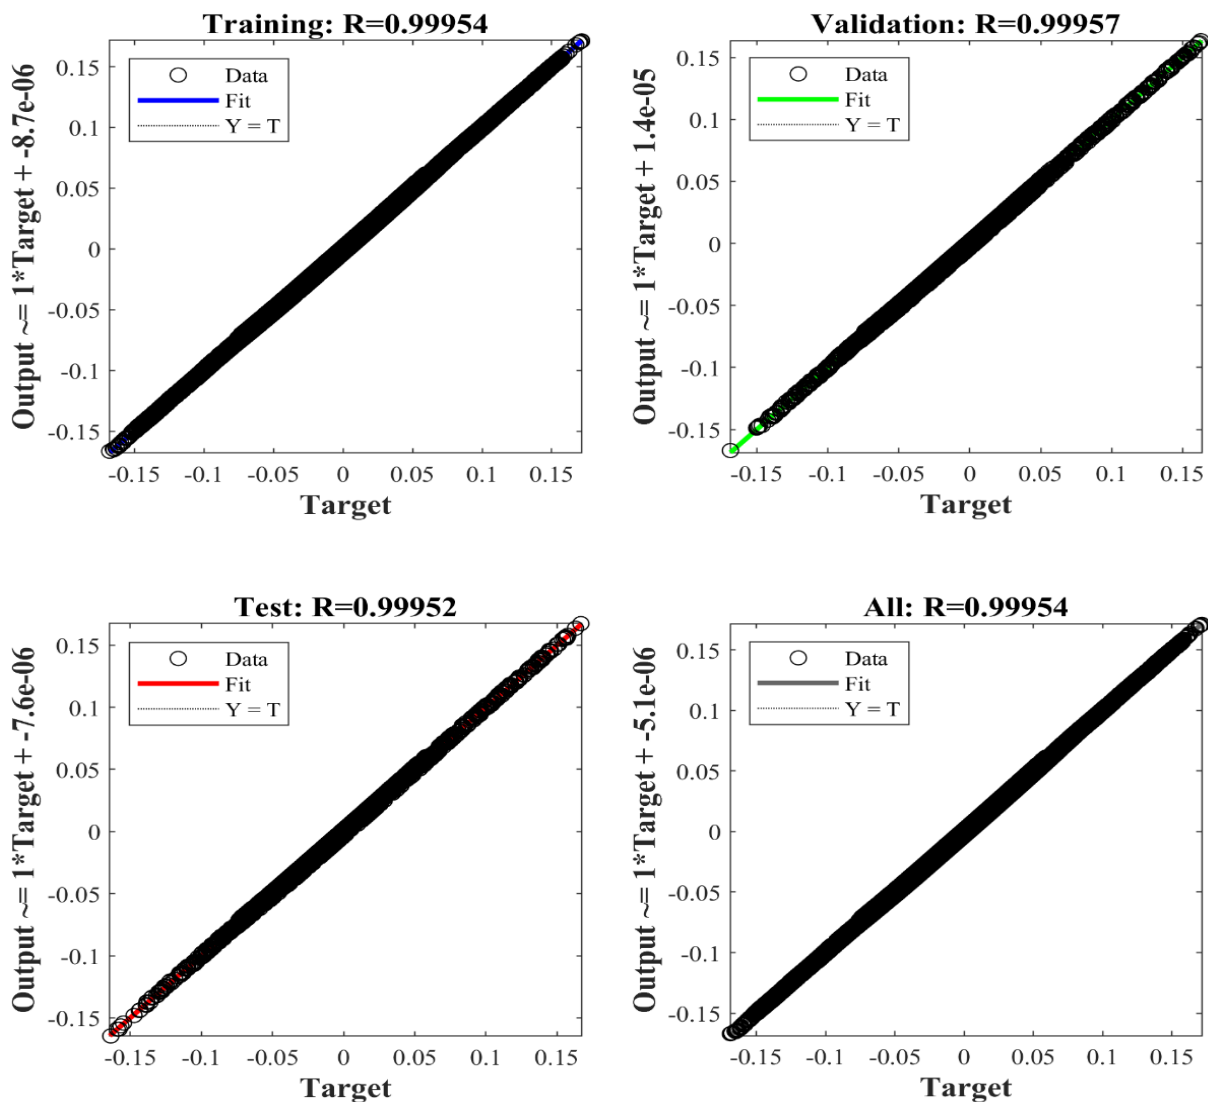 Training: R=0.99954
Output ~= 1*Target + -8.7e-06
0.15
0.1
0.05
0
-0.05
-0.1
-0.15
Data
Fit
Y = T
-0.15 -0.1 -0.05 0 0.05 0.1 0.15
Target
Validation: R=0.99957
Output ~= 1*Target + 1.4e-05
0.15
0.1
0.05
0
-0.05
-0.1
-0.15
Data
Fit
Y = T
-0.15 -0.1 -0.05 0 0.05 0.1 0.15
Target
Test: R=0.99952
Output ~= 1*Target + -7.6e-06
0.15
0.1
0.05
0
-0.05
-0.1
-0.15
Data
Fit
Y = T
-0.15 -0.1 -0.05 0 0.05 0.1 0.15
Target
All: R=0.99954
Output ~= 1*Target + -5.1e-06
0.15
0.1
0.05
0
-0.05
-0.1
-0.15
Data
Fit
Y = T
-0.15 -0.1 -0.05 0 0.05 0.1 0.15
Target